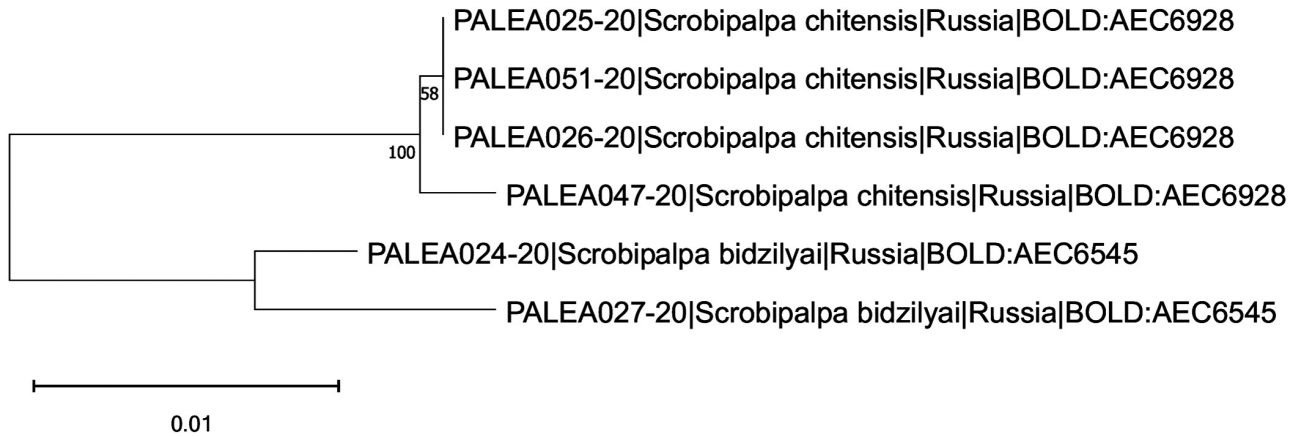 PALEA025-20|Scrobipalpa chitensis|Russia|BOLD:AEC6928
PALEA051-20|Scrobipalpa chitensis|Russia|BOLD:AEC6928
58
PALEA026-20|Scrobipalpa chitensis|Russia|BOLD:AEC6928
100
PALEA047-20|Scrobipalpa chitensis|Russia|BOLD:AEC6928
PALEA024-20|Scrobipalpa bidzilyai|Russia|BOLD:AEC6545
PALEA027-20|Scrobipalpa bidzilyai|Russia|BOLD:AEC6545
0.01